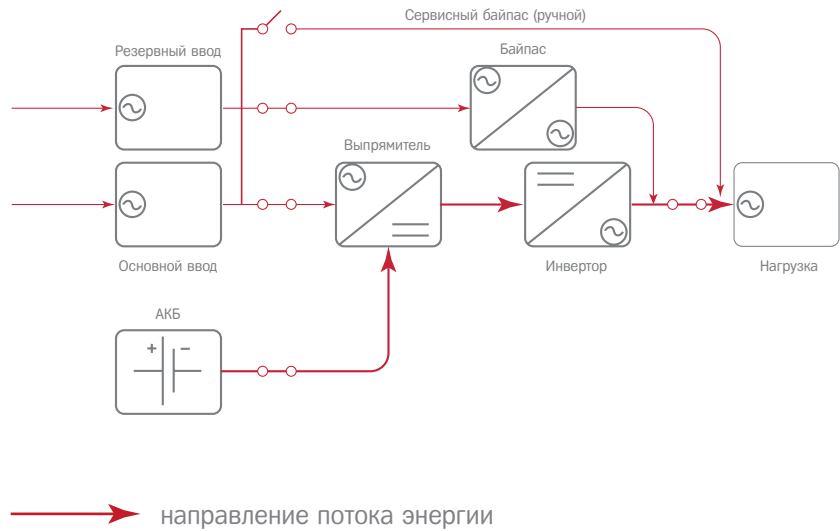 Сервисный байпас (ручной)
Резервный ввод
Байпас
Выпрямитель
Основной ввод
Инвертор
Нагрузка
АКБ
+ −
направление потока энергии